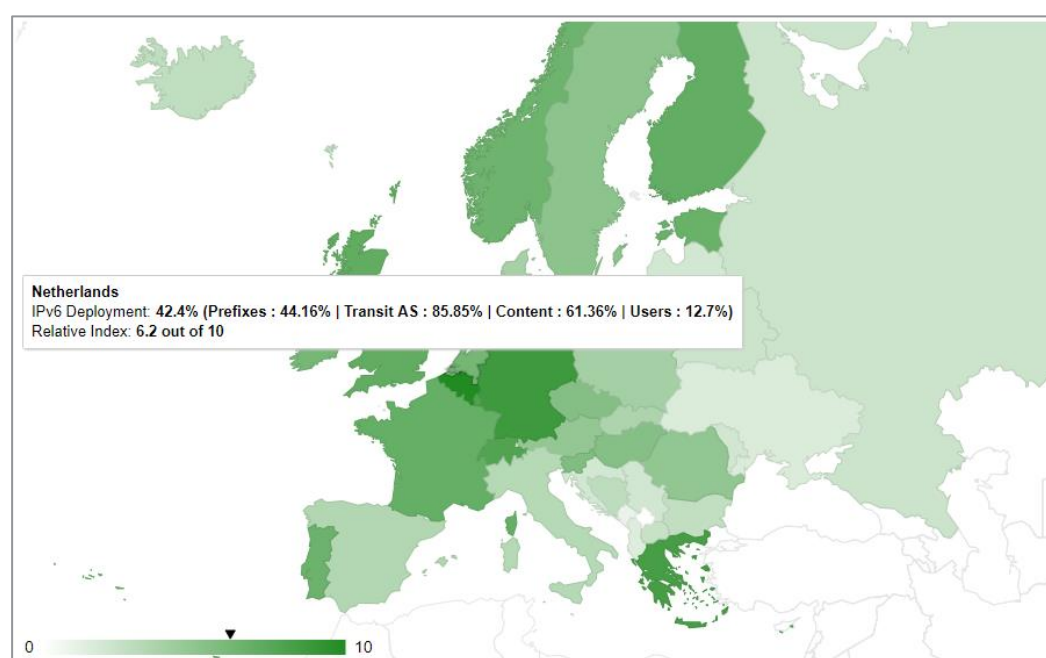 Netherlands
IPv6 Deployment: 42.4% (Prefixes : 44.16% | Transit AS : 85.85% | Content : 61.36% | Users : 12.7%)
Relative Index: 6.2 out of 10
0 10